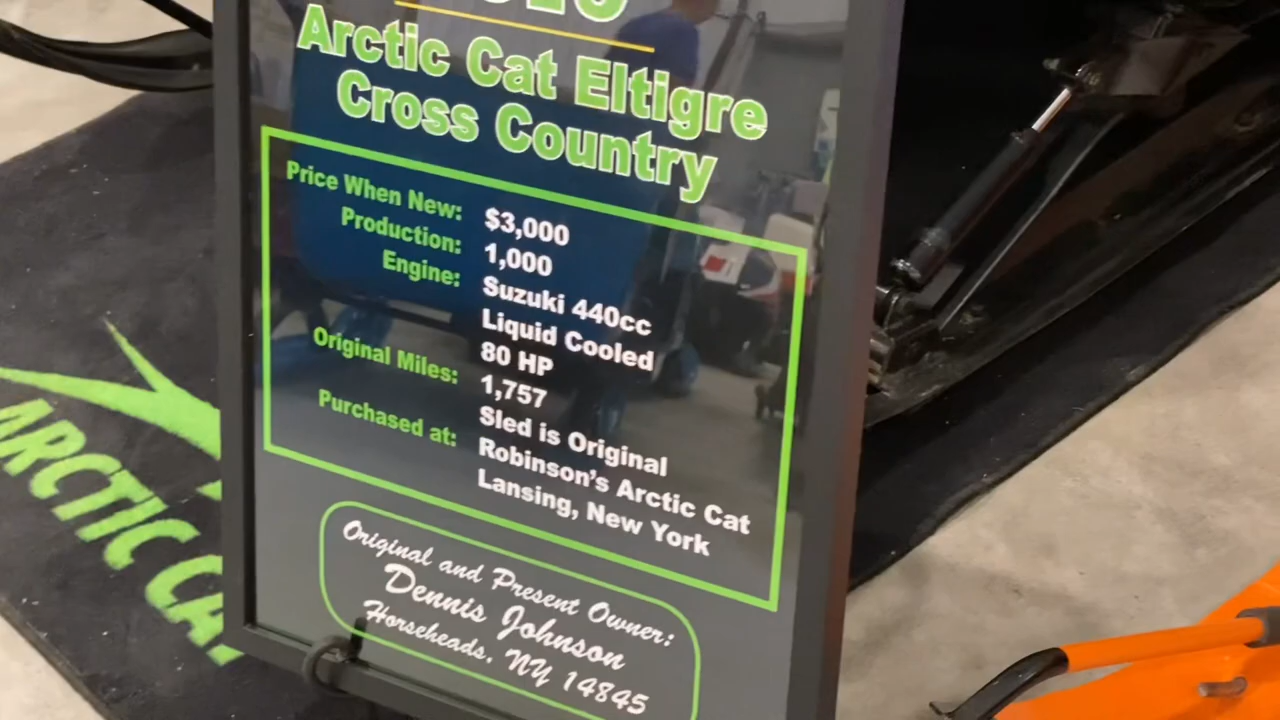 Arctic Cat Eltigre
Cross Country
Price When New: $3,000
Production: 1,000
Engine: Suzuki 440cc
Liquid Cooled
80 HP
Original Miles: 1,757
Sled is Original
Purchased at: Robinson's Arctic Cat
Lansing, New York
Original and Present Owner:
Dennis Johnson
Horseheads, NY 14845
ARCTIC CAT